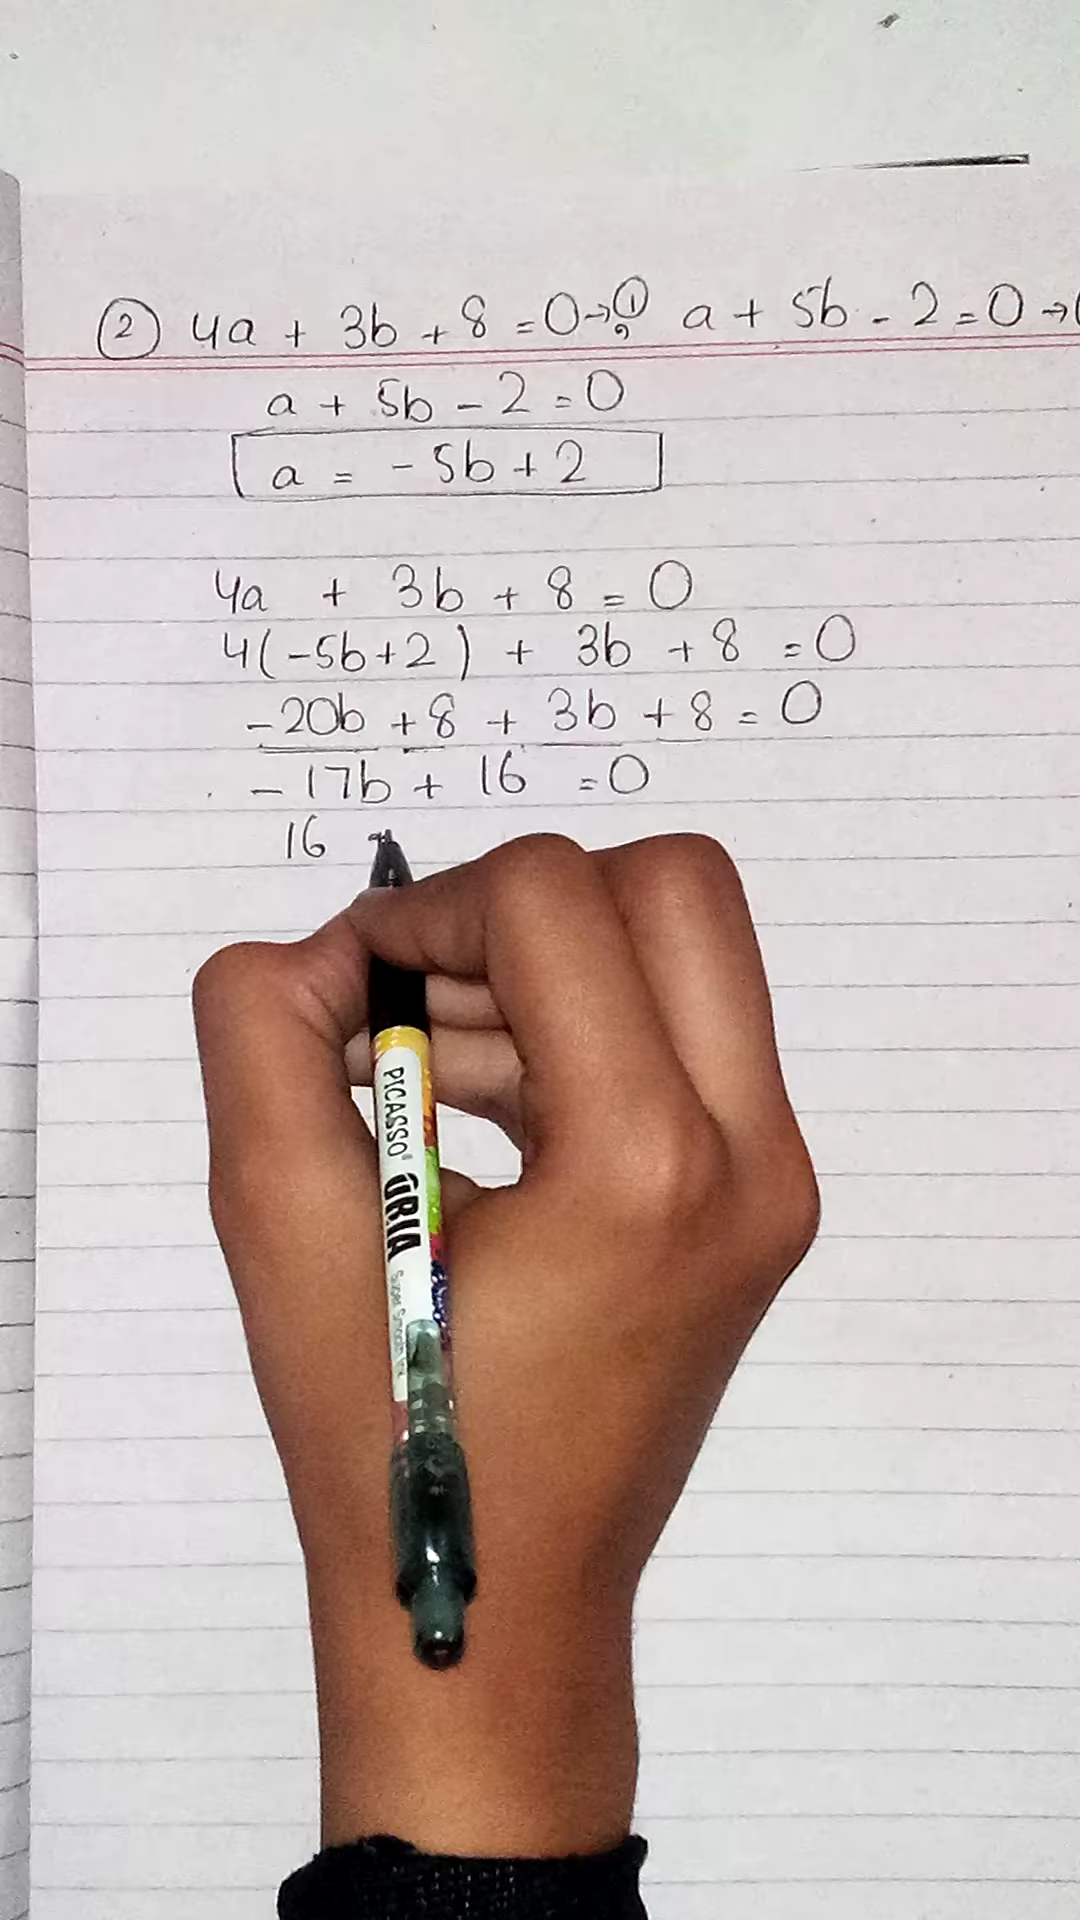 ② 4a + 3b + 8 = 0 → ① , a + 5b - 2 = 0 →
a + 5b - 2 = 0
a = - 5b + 2
4a + 3b + 8 = 0
4(-5b+2) + 3b + 8 = 0
-20b + 8 + 3b + 8 = 0
- 17b + 16 = 0
16
PICASSO ÜRIA